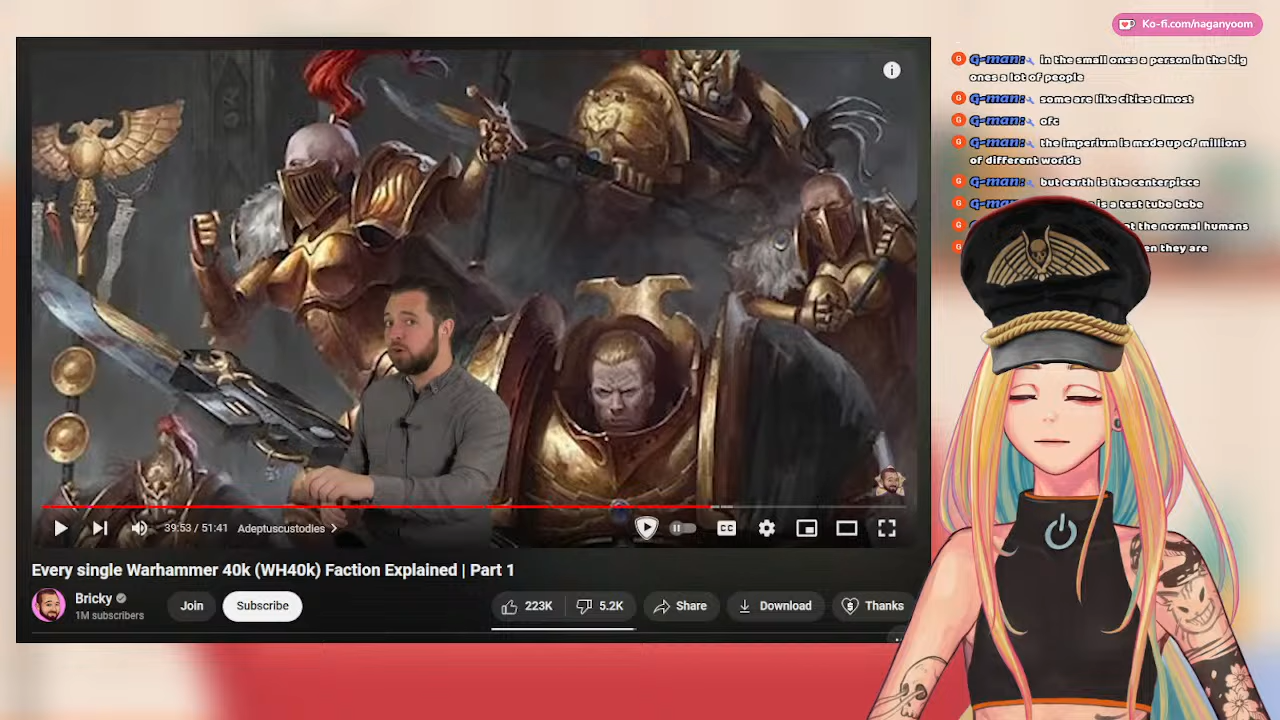 Ko-fi.com/naganyoom
G-man: in the small ones a person in the big
ones a lot of people
G-man: some are like cities almost
G-man: ofc
G-man: the imperium is made up of millions
of different worlds
G-man: but earth is the centerpiece
G-man is a test tube bebe
G ot the normal humans
G en they are
39:53 / 51:41 Adeptuscustodies
CC
Every single Warhammer 40k (WH40k) Faction Explained | Part 1
Bricky
1M subscribers
Join Subscribe 223K 5.2K Share Download Thanks